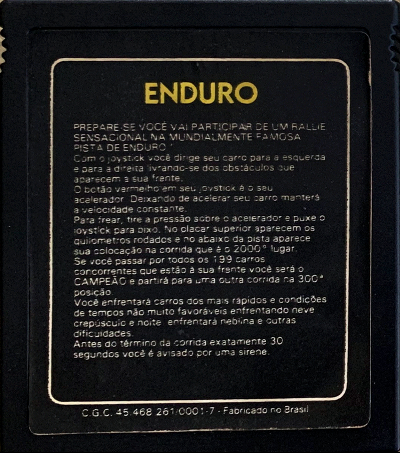 ENDURO
PREPARE-SE VOCÊ VAI PARTICIPAR DE UM RALLIE
SENSACIONAL NA MUNDIALMENTE FAMOSA
PISTA DE ENDURO
Com o joystick você dirige seu carro para a esquerda
e para a direita livrando-se dos obstáculos que
aparecem a sua frente.
O botão vermelho em seu joystick é o seu
acelerador. Deixando de acelerar seu carro manterá
a velocidade constante.
Para frear, tire a pressão sobre o acelerador e puxe o
joystick para bixo. No placar superior aparecem os
quilometros rodados e no abaixo da pista aparece
sua colocação na corrida que é o 2000º lugar.
Se você passar por todos os 199 carros
concorrentes que estão à sua frente você será o
CAMPEÃO e partirá para uma outra corrida na 300ª
posição.
Você enfrentará carros dos mais rápidos e condições
de tempos não muito favoráveis enfrentando neve
crepúsculo e noite enfrentará neblina e outras
dificuldades.
Antes do término da corrida exatamente 30
segundos você é avisado por uma sirene.
C.G.C. 45.468 261/0001-7 - Fabricado no Brasil